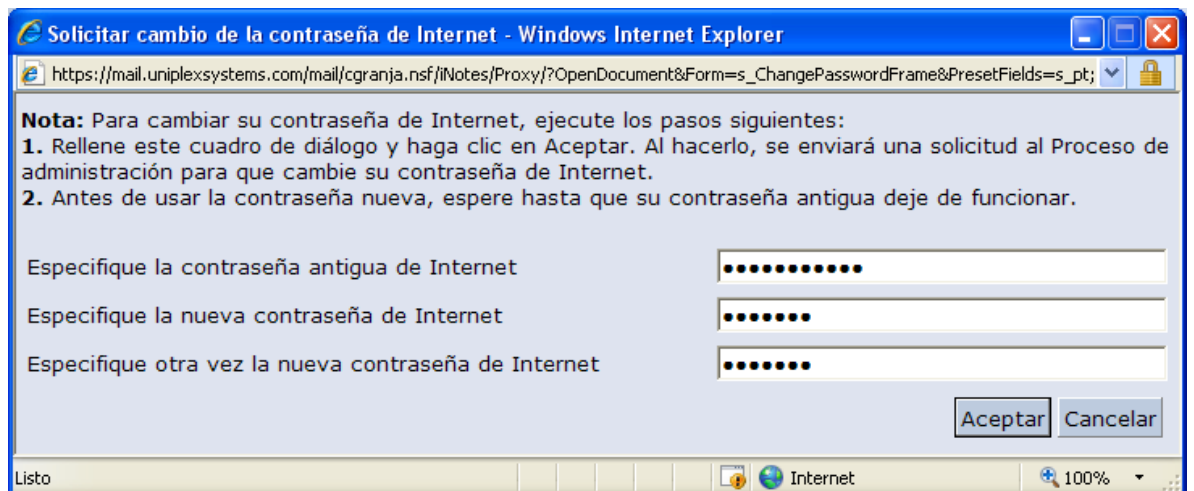 Solicitar cambio de la contraseña de Internet - Windows Internet Explorer
https://mail.uniplexsystems.com/mail/cgranja.nsf/iNotes/Proxy/?OpenDocument&Form=s_ChangePasswordFrame&PresetFields=s_pt;
Nota: Para cambiar su contraseña de Internet, ejecute los pasos siguientes:
1. Rellene este cuadro de diálogo y haga clic en Aceptar. Al hacerlo, se enviará una solicitud al Proceso de
administración para que cambie su contraseña de Internet.
2. Antes de usar la contraseña nueva, espere hasta que su contraseña antigua deje de funcionar.
Especifique la contraseña antigua de Internet •••••••••••
Especifique la nueva contraseña de Internet •••••••
Especifique otra vez la nueva contraseña de Internet •••••••
Aceptar Cancelar
Listo Internet 100%